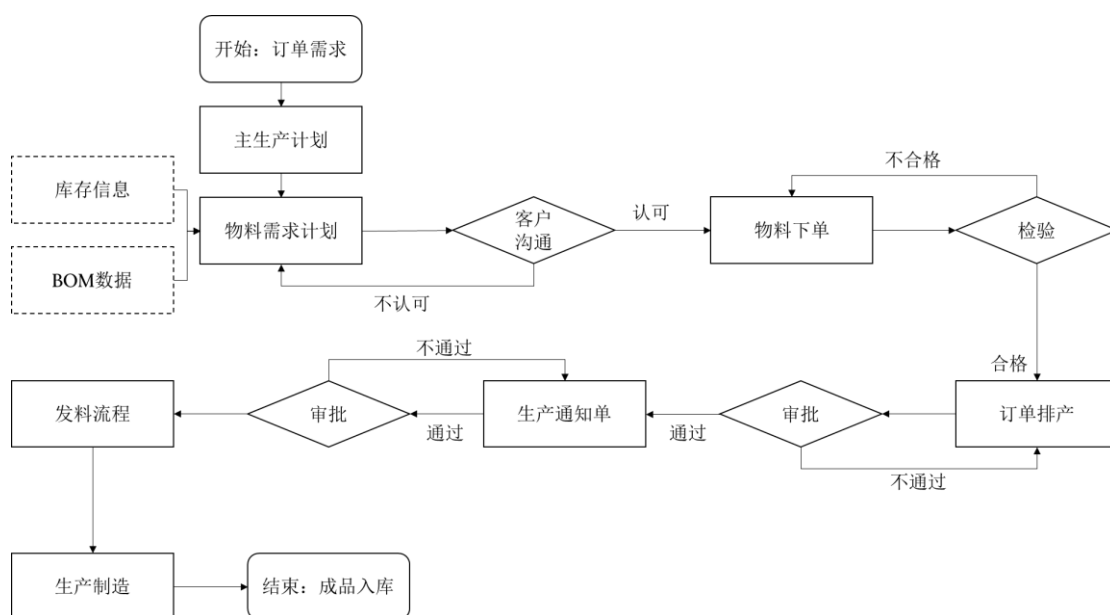 开始：订单需求
主生产计划
库存信息
BOM数据
物料需求计划
客户
沟通
认可
不认可
物料下单
不合格
检验
合格
订单排产
不通过
审批
通过
生产通知单
不通过
通过
审批
发料流程
生产制造
结束：成品入库